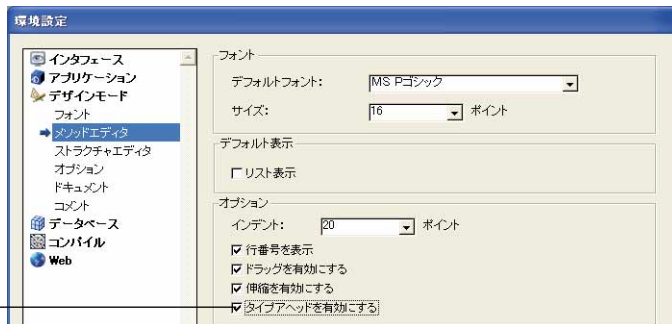 環境設定
インタフェース
アプリケーション
デザインモード
フォント
メソッドエディタ
ストラクチャエディタ
オプション
ドキュメント
コメント
データベース
コンパイル
Web
フォント
デフォルトフォント: MS Pゴシック
サイズ: 16 ポイント
デフォルト表示
リスト表示
オプション
インデント: 20 ポイント
行番号を表示
ドラッグを有効にする
伸縮を有効にする
タイプアヘッドを有効にする